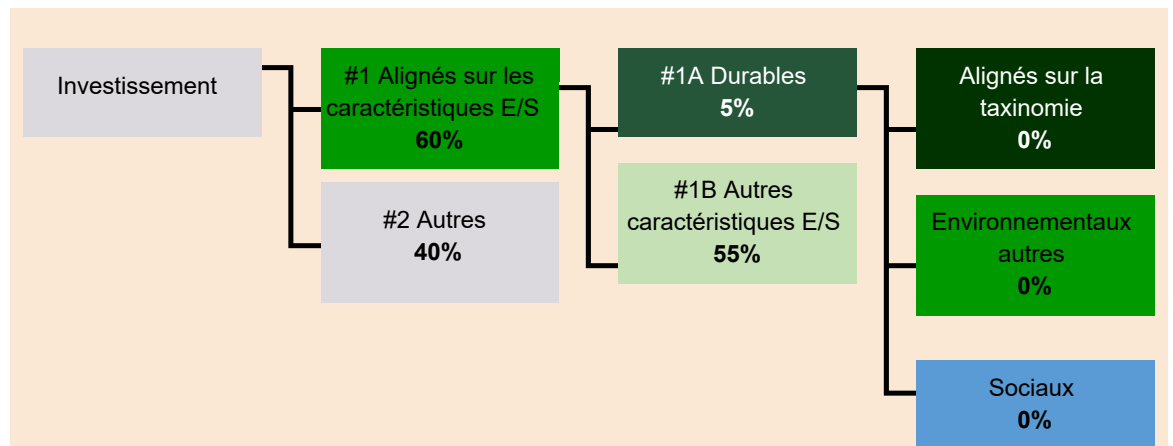 Investissement
#1 Alignés sur les
caractéristiques E/S
60%
#2 Autres
40%
#1A Durables
5%
#1B Autres
caractéristiques E/S
55%
Alignés sur la
taxinomie
0%
Environnementaux
autres
0%
Sociaux
0%